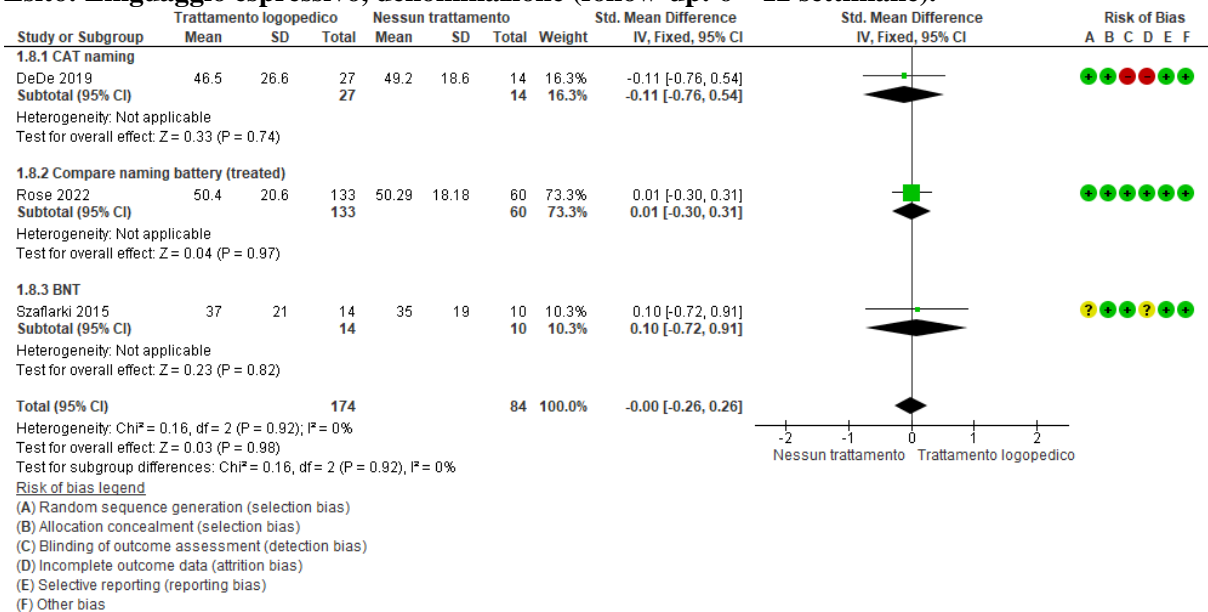 Esito: Linguaggio espressivo, denominazione (follow-up: 6 – 12 settimane).
Trattamento logopedico Nessun trattamento Std. Mean Difference Std. Mean Difference Risk of Bias
Study or Subgroup Mean SD Total Mean SD Total Weight IV, Fixed, 95% CI IV, Fixed, 95% CI A B C D E F
1.8.1 CAT naming
DeDe 2019 46.5 26.6 27 49.2 18.6 14 16.3% -0.11 [-0.76, 0.54] + + - - + +
Subtotal (95% CI) 27 14 16.3% -0.11 [-0.76, 0.54]
Heterogeneity: Not applicable
Test for overall effect: Z = 0.33 (P = 0.74)
1.8.2 Compare naming battery (treated)
Rose 2022 50.4 20.6 133 50.29 18.18 60 73.3% 0.01 [-0.30, 0.31] + + + + + +
Subtotal (95% CI) 133 60 73.3% 0.01 [-0.30, 0.31]
Heterogeneity: Not applicable
Test for overall effect: Z = 0.04 (P = 0.97)
1.8.3 BNT
Szaflarki 2015 37 21 14 35 19 10 10.3% 0.10 [-0.72, 0.91] ? + + ? + +
Subtotal (95% CI) 14 10 10.3% 0.10 [-0.72, 0.91]
Heterogeneity: Not applicable
Test for overall effect: Z = 0.23 (P = 0.82)
Total (95% CI) 174 84 100.0% -0.00 [-0.26, 0.26]
Heterogeneity: Chi² = 0.16, df = 2 (P = 0.92); I² = 0%
Test for overall effect: Z = 0.03 (P = 0.98)
Test for subgroup differences: Chi² = 0.16, df = 2 (P = 0.92), I² = 0%
-2 -1 0 1 2
Nessun trattamento Trattamento logopedico
Risk of bias legend
(A) Random sequence generation (selection bias)
(B) Allocation concealment (selection bias)
(C) Blinding of outcome assessment (detection bias)
(D) Incomplete outcome data (attrition bias)
(E) Selective reporting (reporting bias)
(F) Other bias